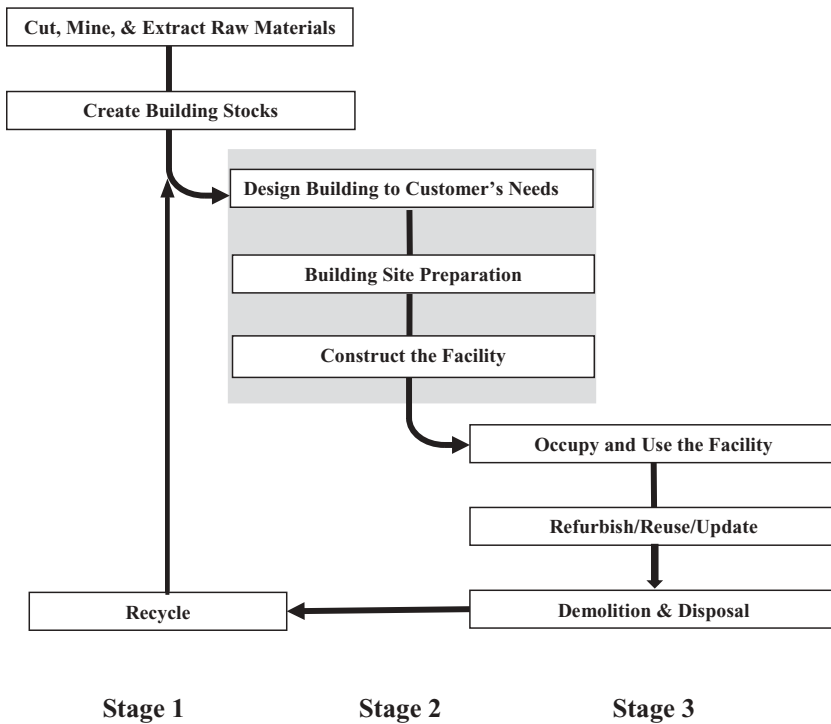 Cut, Mine, & Extract Raw Materials
Create Building Stocks
Design Building to Customer’s Needs
Building Site Preparation
Construct the Facility
Occupy and Use the Facility
Refurbish/Reuse/Update
Recycle
Demolition & Disposal
Stage 1
Stage 2
Stage 3